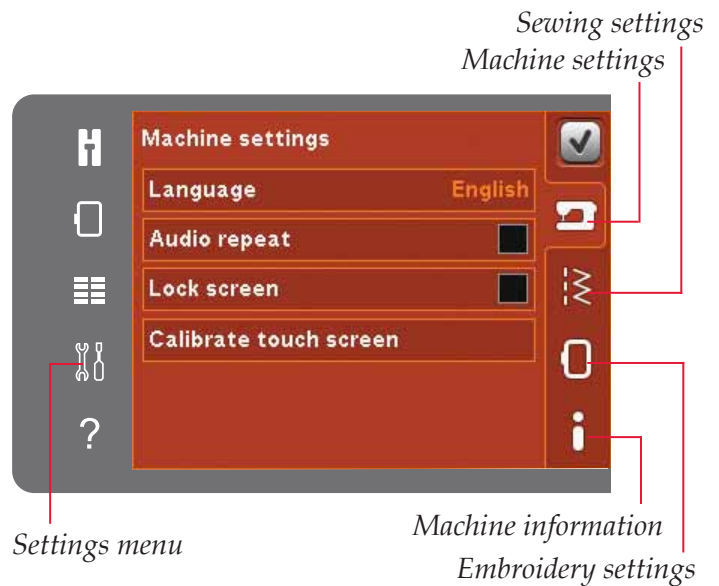 Sewing settings
Machine settings
Machine settings
Language English
Audio repeat
Lock screen
Calibrate touch screen
?
Settings menu
Machine information
Embroidery settings